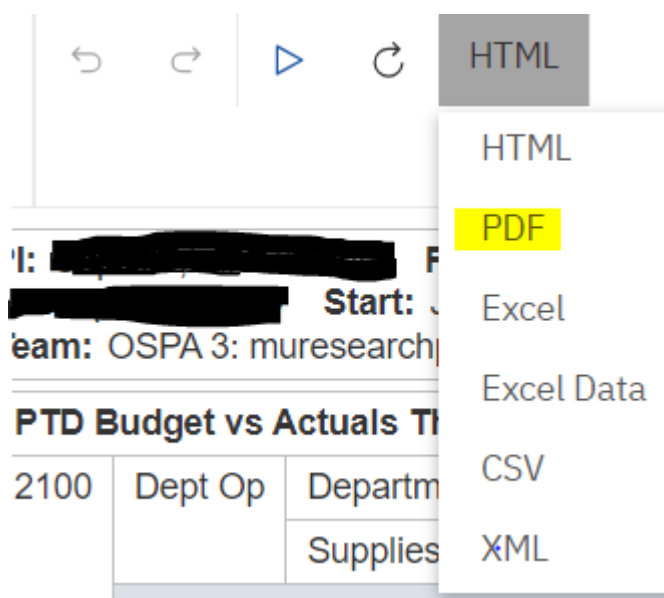 HTML
HTML
PDF
Excel
Excel Data
CSV
XML
I:
Start:
eam: OSPA 3: muresearch
PTD Budget vs Actuals
2100 Dept Op Departm
Supplies